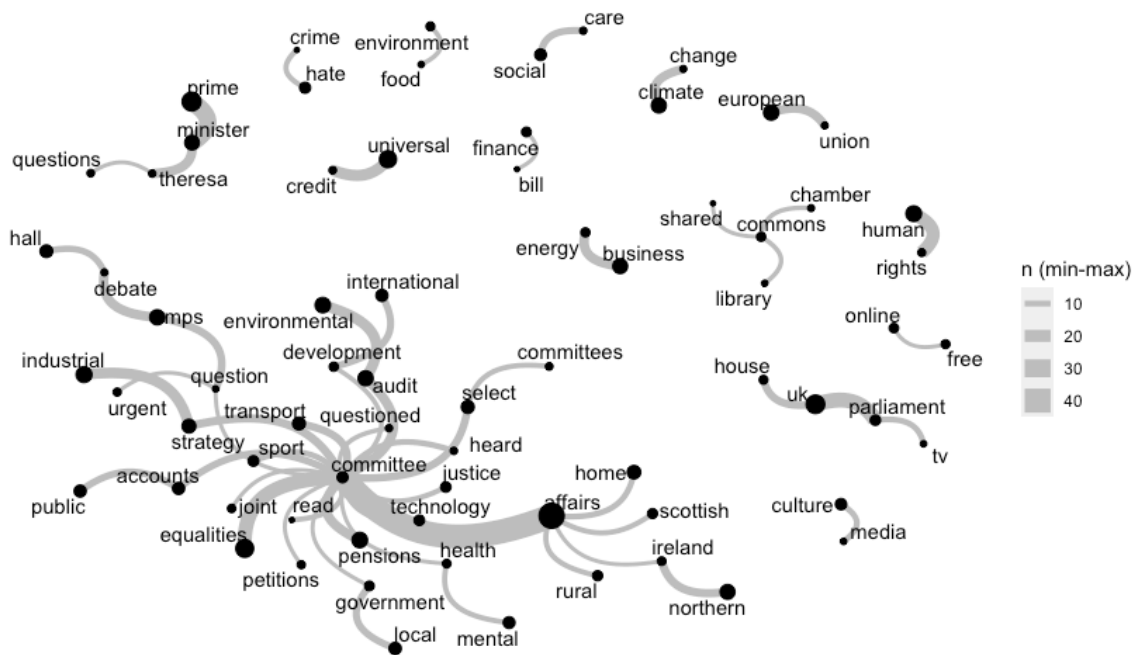 crime
environment
care
hate
food
social
change
prime
climate
european
minister
universal
finance
union
questions
theresa
credit
bill
shared
commons
chamber
human
hall
energy
business
rights
n (min-max)
international
debate
library
10
environmental
online
20
mps
free
30
industrial
development
committees
house
40
question
audit
select
uk
urgent
transport
questioned
parliament
strategy
heard
sport
committee
tv
accounts
justice
home
public
joint
read
technology
affairs
scottish
culture
equalities
media
pensions
health
ireland
petitions
rural
government
northern
local
mental